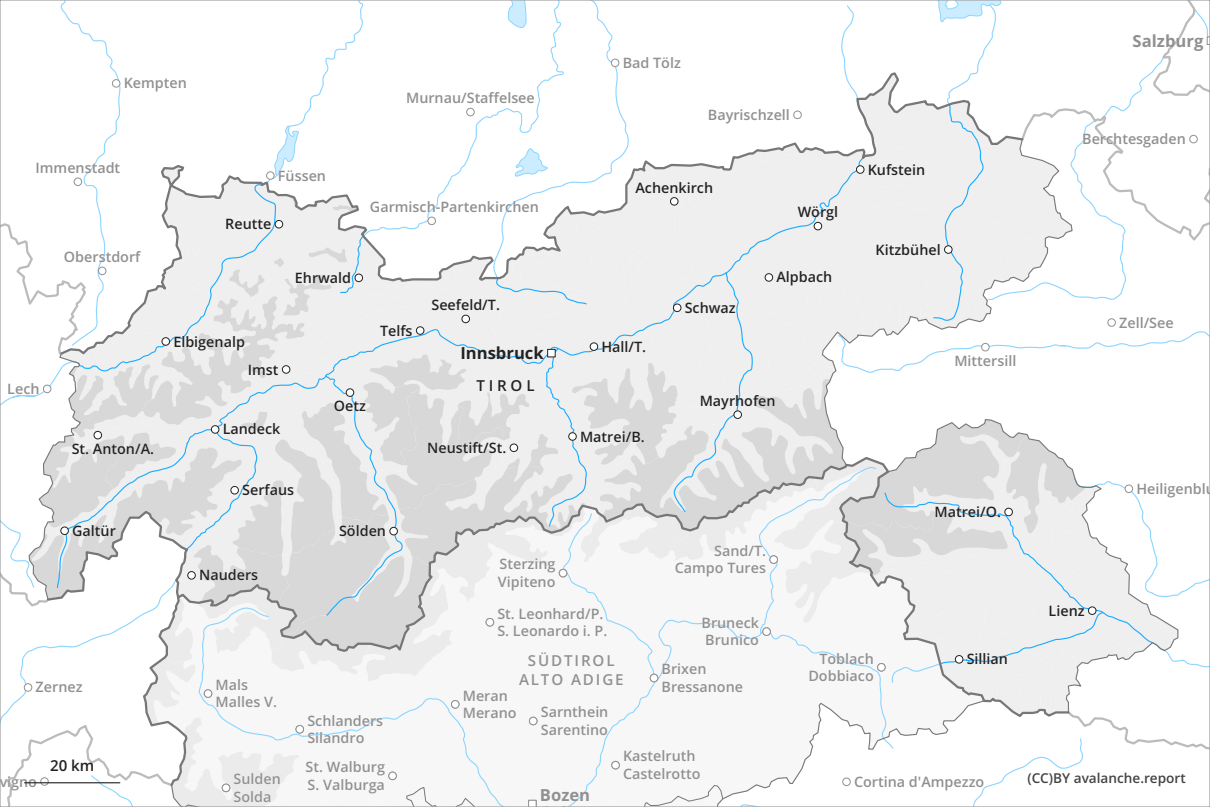 Salzburg
Bad Tölz
Kempten
Murnau/Staffelsee
Bayrischzell
Berchtesgaden
Immenstadt
Füssen
Kufstein
Achenkirch
Garmisch-Partenkirchen
Wörgl
Reutte
Kitzbühel
Oberstdorf
Ehrwald
Alpbach
Seefeld/T.
Schwaz
Zell/See
Telfs
Elbigenalp
Innsbruck
Hall/T.
Mittersill
Imst
TIROL
Lech
Oetz
Mayrhofen
Landeck
Matrei/B.
St. Anton/A.
Neustift/St.
Serfaus
Heiligenblu
Matrei/O.
Galtür
Sölden
Sand/T.
Campo Tures
Sterzing
Vipiteno
Nauders
St. Leonhard/P.
S. Leonardo i. P.
Lienz
Bruneck
Brunico
SÜDTIROL
ALTO ADIGE
Toblach
Dobbiaco
Sillian
Brixen
Bressanone
Zernez
Mals
Malles V.
Meran
Merano
Sarnthein
Sarentino
Schlanders
Silandro
Kastelruth
Castelrotto
St. Walburg
S. Valburga
20 km
vigno
Sulden
Solda
Cortina d'Ampezzo
(CC)BY avalanche.report
Bozen